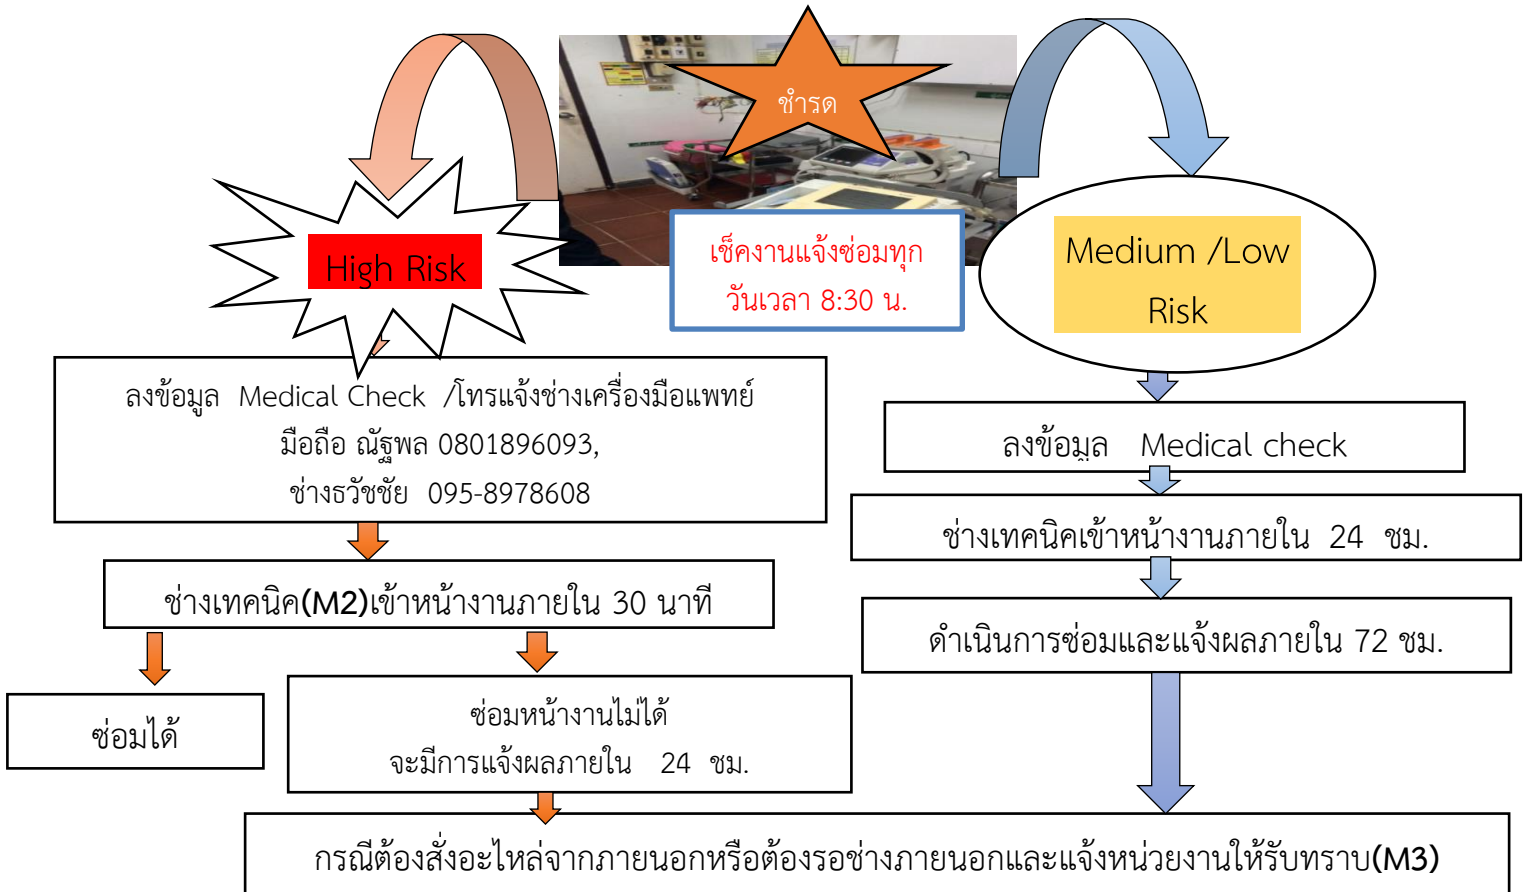 ชำรุด
High Risk
เช็คงานแจ้งซ่อมทุก
วันเวลา 8:30 น.
Medium /Low
Risk
ลงข้อมูล Medical Check /โทรแจ้งช่างเครื่องมือแพทย์
มือถือ ณัฐพล 0801896093,
ช่างธวัชชัย 095-8978608
ลงข้อมูล Medical check
ช่างเทคนิค(M2)เข้าหน้างานภายใน 30 นาที
ช่างเทคนิคเข้าหน้างานภายใน 24 ชม.
ดำเนินการซ่อมและแจ้งผลภายใน 72 ชม.
ซ่อมได้
ซ่อมหน้างานไม่ได้
จะมีการแจ้งผลภายใน 24 ชม.
กรณีต้องสั่งอะไหล่จากภายนอกหรือต้องรอช่างภายนอกและแจ้งหน่วยงานให้รับทราบ(M3)